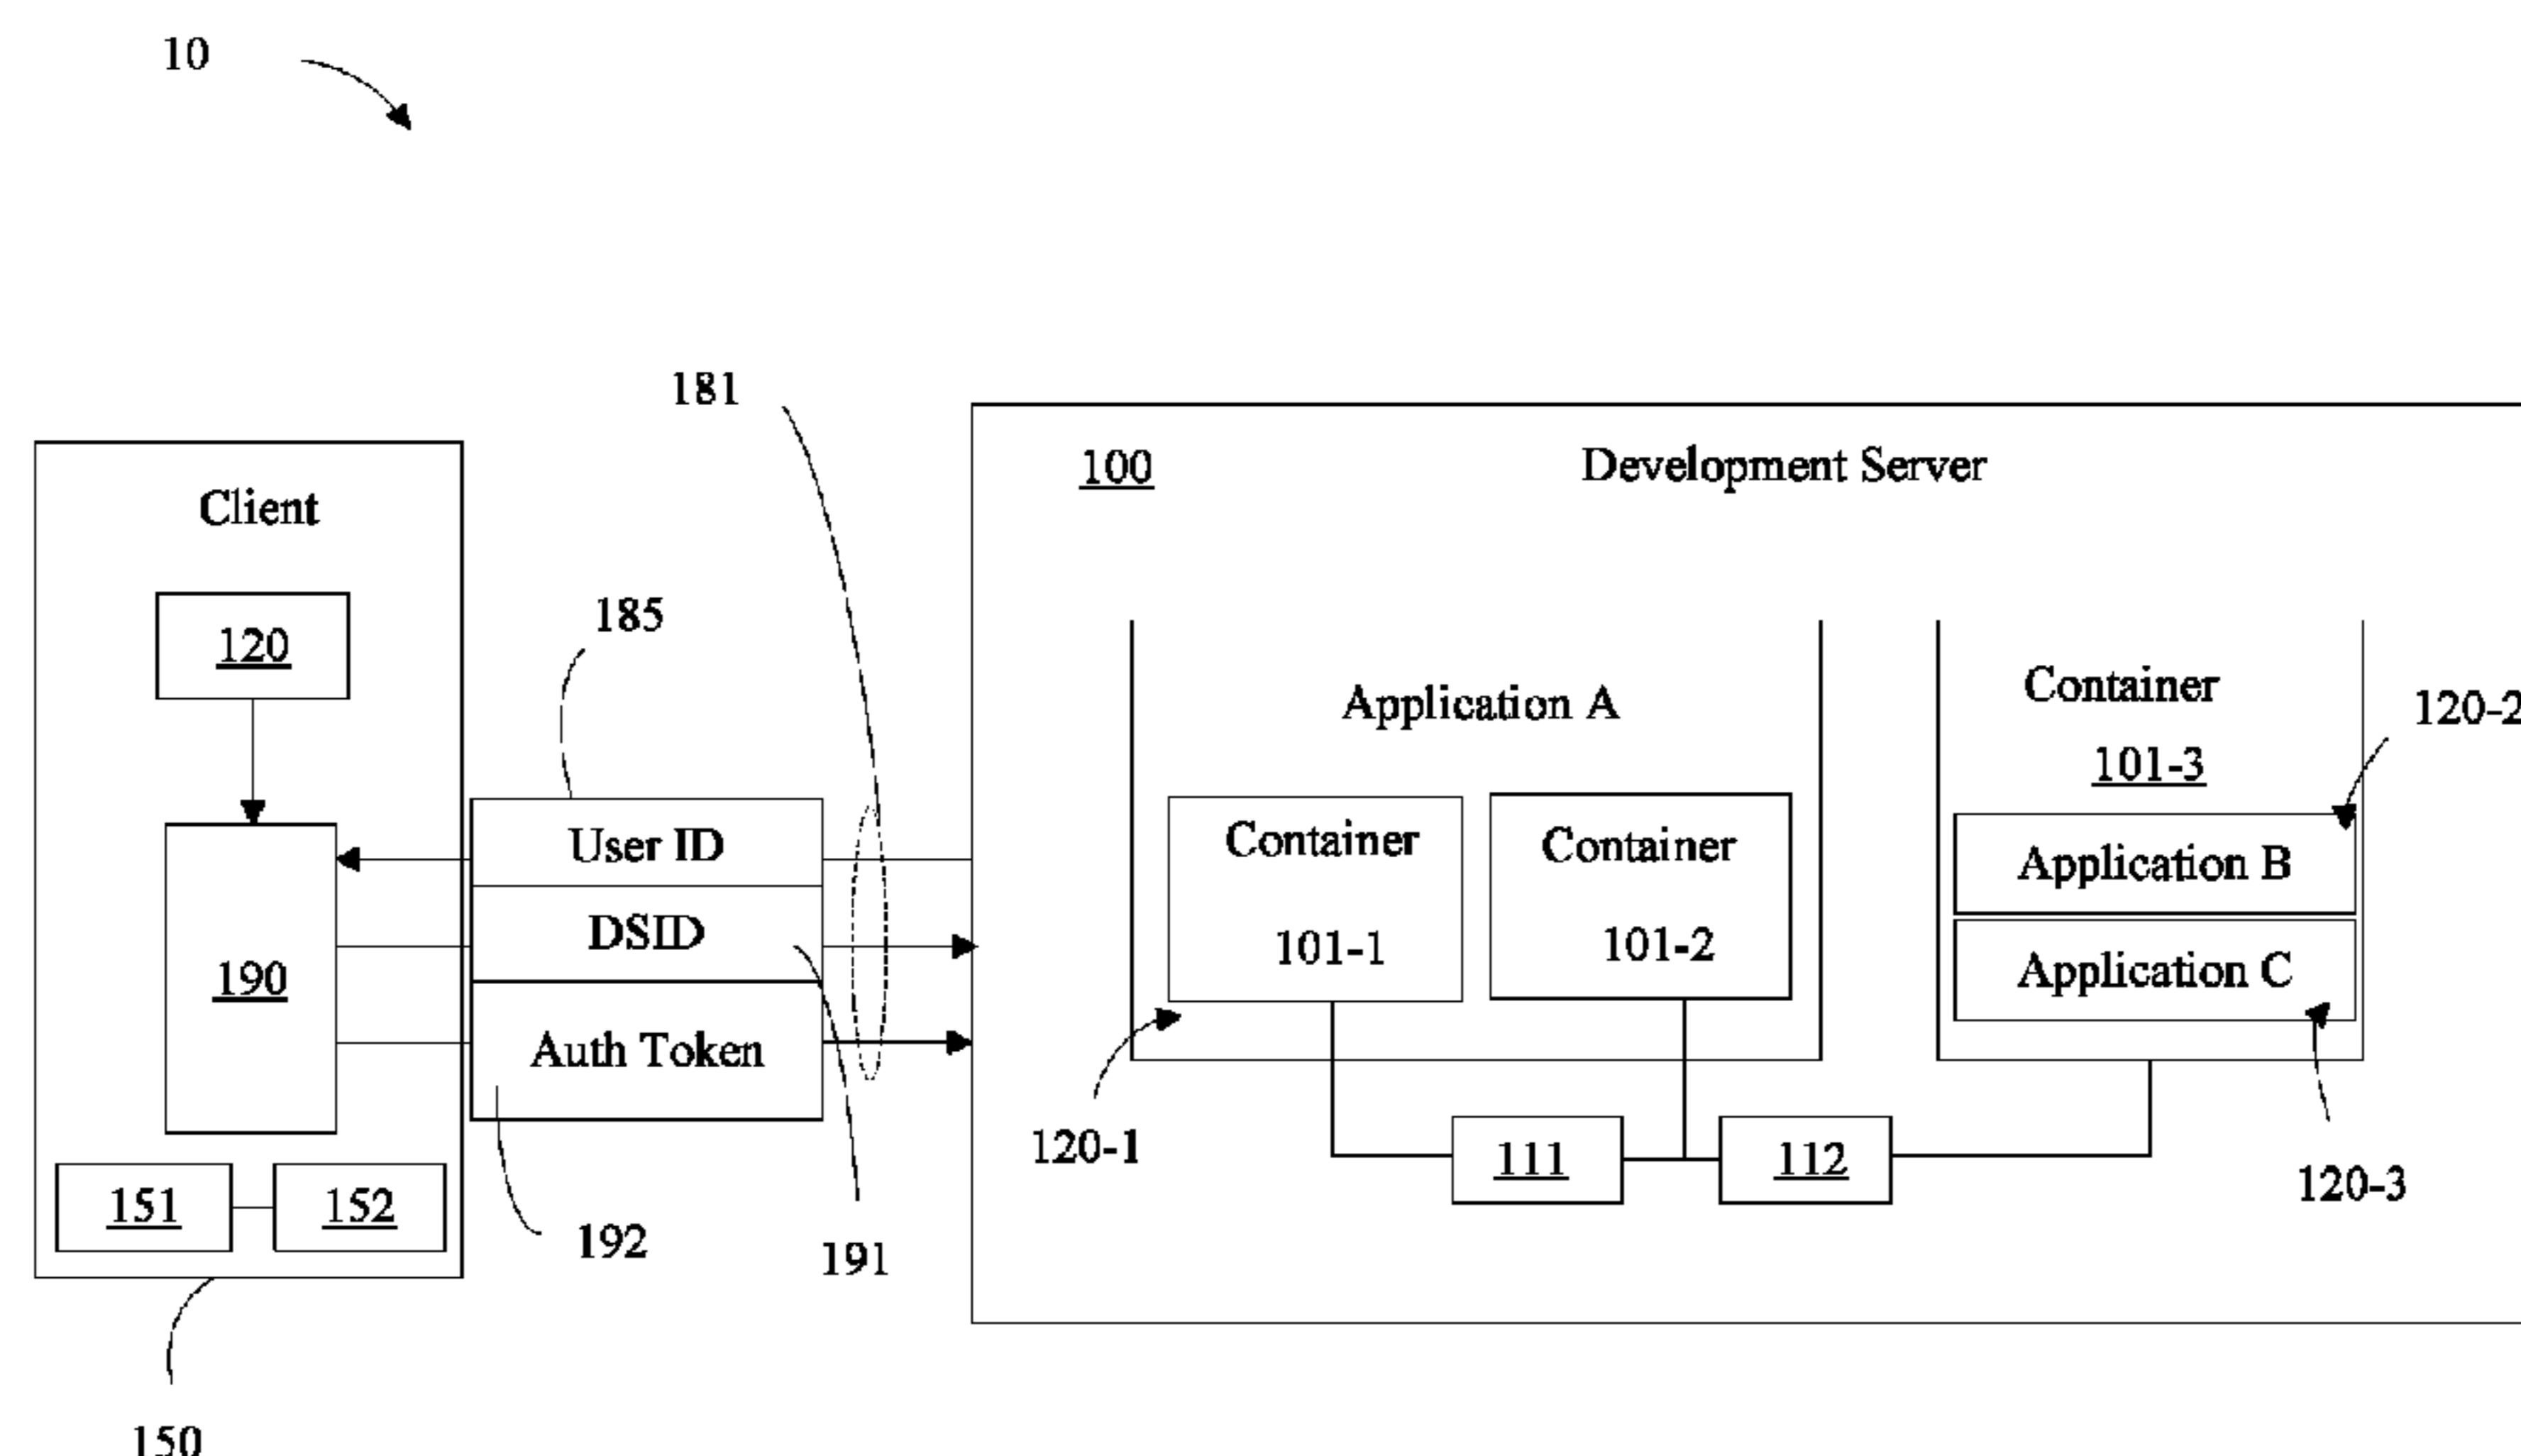 10
181
100
Development Server
Client
120
185
Application A
Container
101-3
120-2
User ID
DSID
Auth Token
190
Container
101-1
Container
101-2
Application B
Application C
120-1
111
112
120-3
151
152
192
191
150